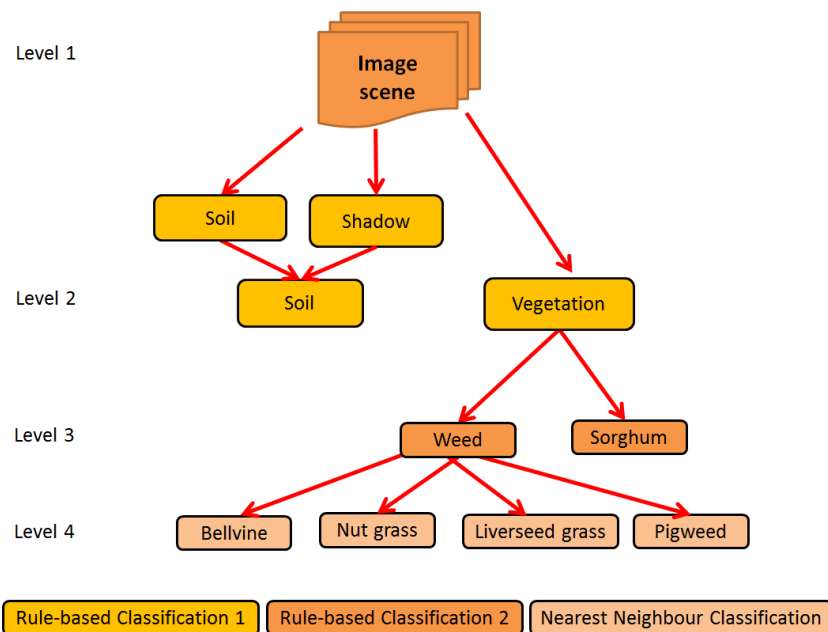 Level 1
Image
scene
Soil
Shadow
Level 2
Soil
Vegetation
Level 3
Weed
Sorghum
Level 4
Bellvine
Nut grass
Liverseed grass
Pigweed
Rule-based Classification 1
Rule-based Classification 2
Nearest Neighbour Classification